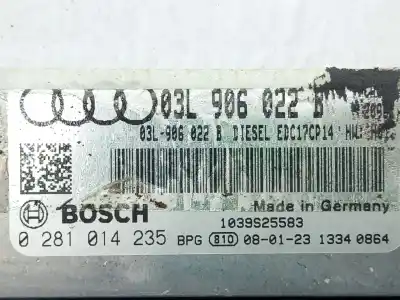 03L 906 022 B
03L-906 022 B DIESEL EDC17CP14
Made in Germany
BOSCH
1039S25583
0 281 014 235 BPG 810 08-01-23 1334 0864